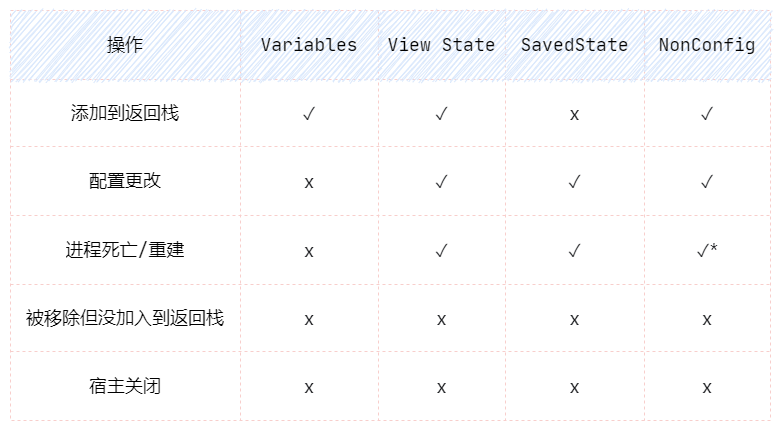 操作 Variables View State SavedState NonConfig
添加到返回栈 ✓ ✓ x ✓
配置更改 x ✓ ✓ ✓
进程死亡/重建 x ✓ ✓ ✓*
被移除但没加入到返回栈 x x x x
宿主关闭 x x x x